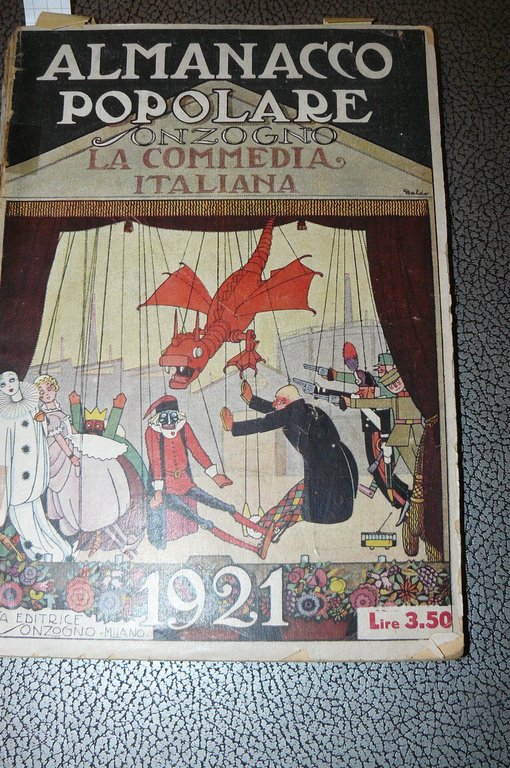 ALMANACCO
POPOLARE
SONZOGNO
LA COMMEDIA
ITALIANA
1921
A EDITRICE
SONZOGNO - MILANO.
Lire 3.50